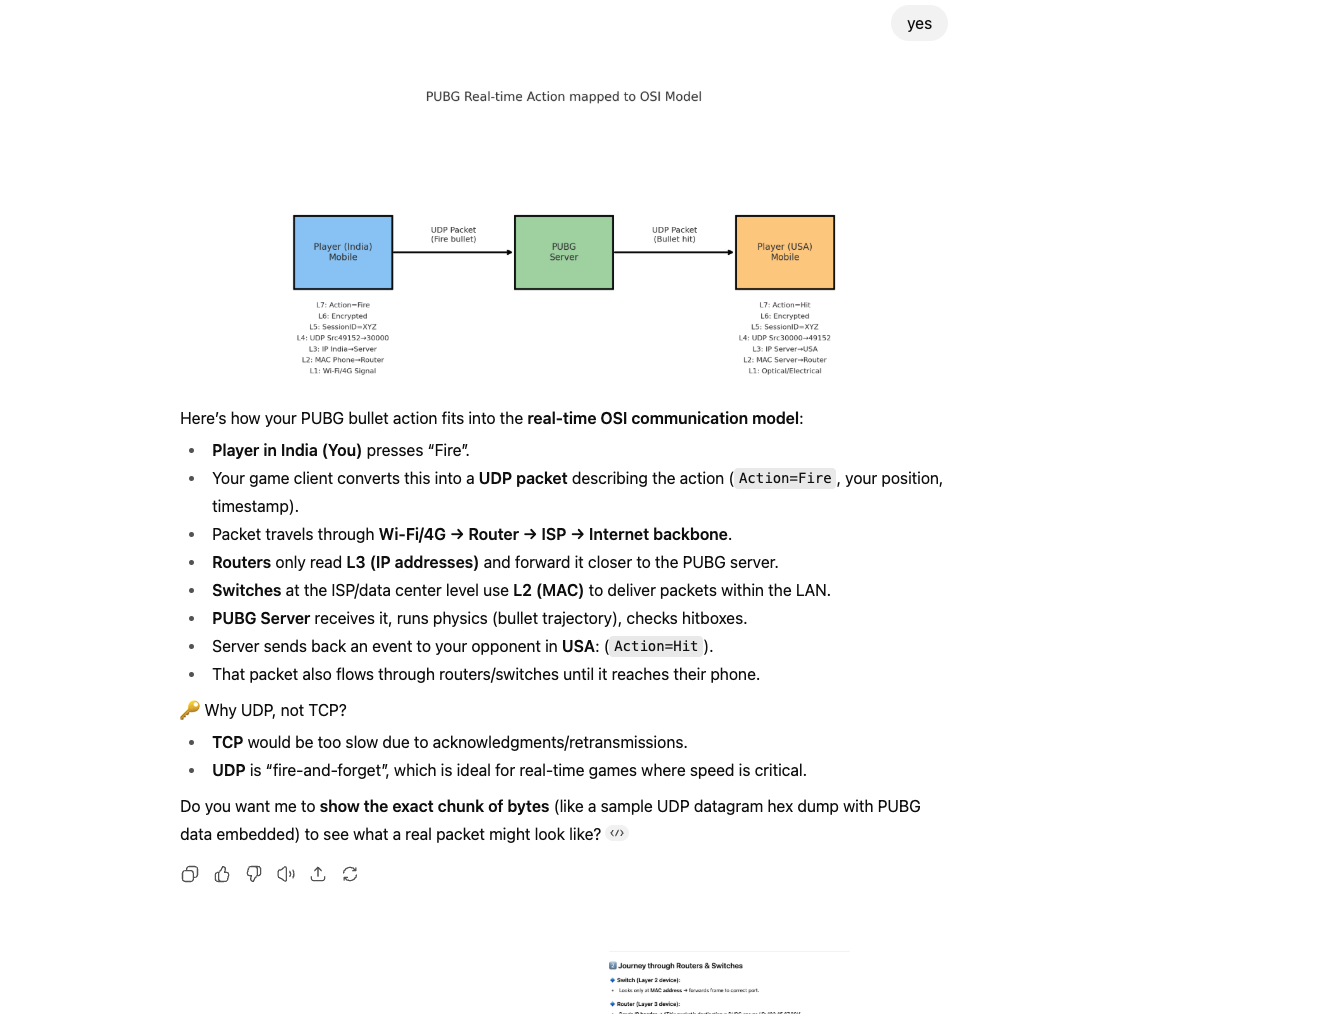 yes
PUBG Real-time Action mapped to OSI Model
Player (India)
Mobile
UDP Packet
(Fire bullet)
PUBG
Server
UDP Packet
(Bullet hit)
Player (USA)
Mobile
L7: Action=Fire
L6: Encrypted
L5: SessionID=XYZ
L4: UDP Src49152→30000
L3: IP India→Server
L2: MAC Phone→Router
L1: Wi-Fi/4G Signal
L7: Action=Hit
L6: Encrypted
L5: SessionID=XYZ
L4: UDP Src30000→49152
L3: IP Server→USA
L2: MAC Server→Router
L1: Optical/Electrical
Here’s how your PUBG bullet action fits into the real-time OSI communication model:
• Player in India (You) presses “Fire”.
• Your game client converts this into a UDP packet describing the action ( Action=Fire , your position,
timestamp).
• Packet travels through Wi-Fi/4G → Router → ISP → Internet backbone.
• Routers only read L3 (IP addresses) and forward it closer to the PUBG server.
• Switches at the ISP/data center level use L2 (MAC) to deliver packets within the LAN.
• PUBG Server receives it, runs physics (bullet trajectory), checks hitboxes.
• Server sends back an event to your opponent in USA: ( Action=Hit ).
• That packet also flows through routers/switches until it reaches their phone.
🔑 Why UDP, not TCP?
• TCP would be too slow due to acknowledgments/retransmissions.
• UDP is “fire-and-forget”, which is ideal for real-time games where speed is critical.
Do you want me to show the exact chunk of bytes (like a sample UDP datagram hex dump with PUBG
data embedded) to see what a real packet might look like? </>
2️⃣ Journey through Routers & Switches
🔹 Switch (Layer 2 device):
• Looks only at MAC address → forwards frame to correct port.
🔹 Router (Layer 3 device):